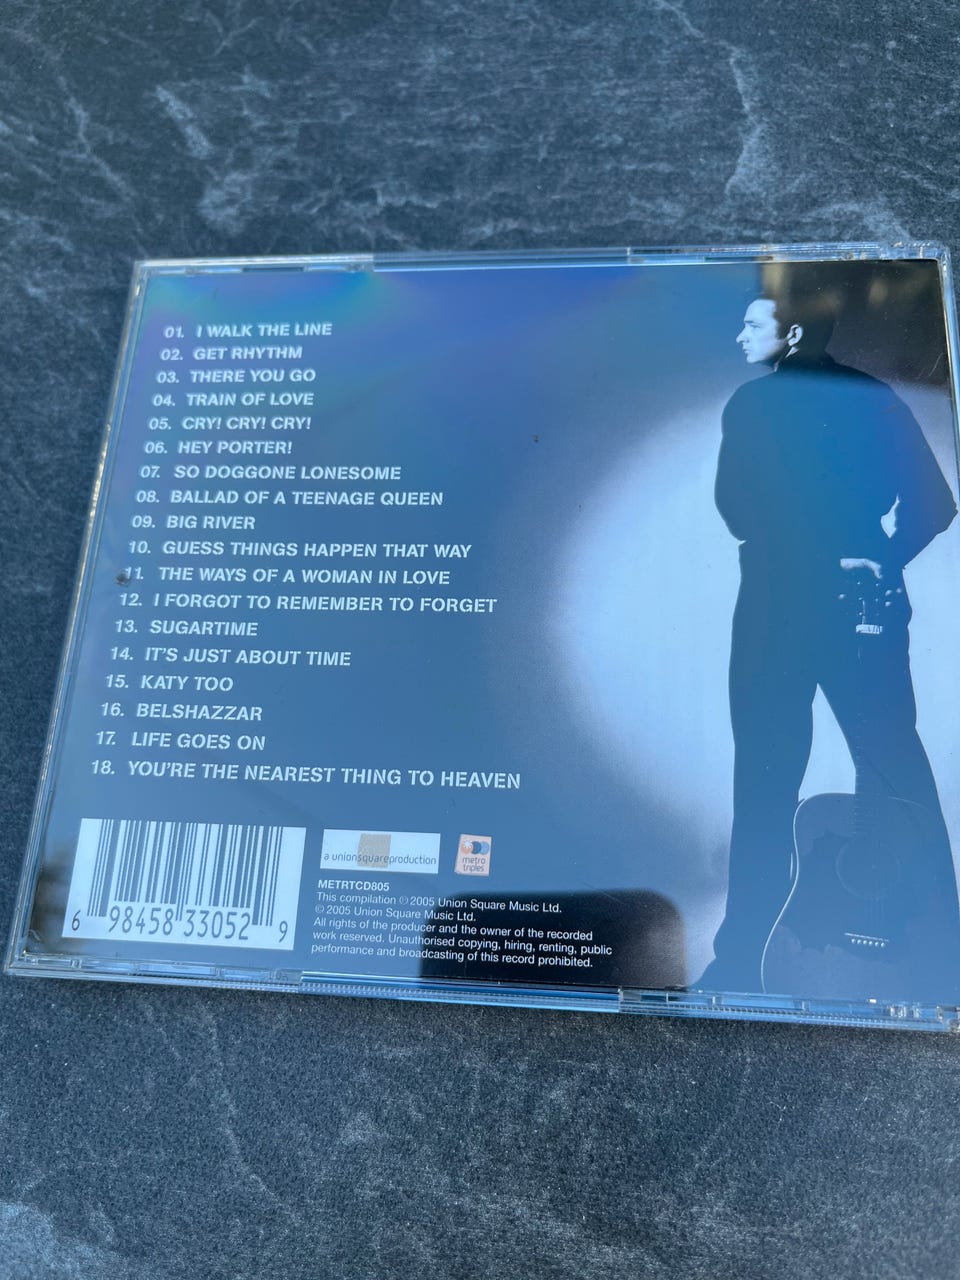 01. I WALK THE LINE
02. GET RHYTHM
03. THERE YOU GO
04. TRAIN OF LOVE
05. CRY! CRY! CRY!
06. HEY PORTER!
07. SO DOGGONE LONESOME
08. BALLAD OF A TEENAGE QUEEN
09. BIG RIVER
10. GUESS THINGS HAPPEN THAT WAY
11. THE WAYS OF A WOMAN IN LOVE
12. I FORGOT TO REMEMBER TO FORGET
13. SUGARTIME
14. IT'S JUST ABOUT TIME
15. KATY TOO
16. BELSHAZZAR
17. LIFE GOES ON
18. YOU'RE THE NEAREST THING TO HEAVEN
6 98458 33052 9
a unionsquareproduction
metro
triples
METRTCD805
This compilation ℗ 2005 Union Square Music Ltd.
© 2005 Union Square Music Ltd.
All rights of the producer and the owner of the recorded
work reserved. Unauthorised copying, hiring, renting, public
performance and broadcasting of this record prohibited.